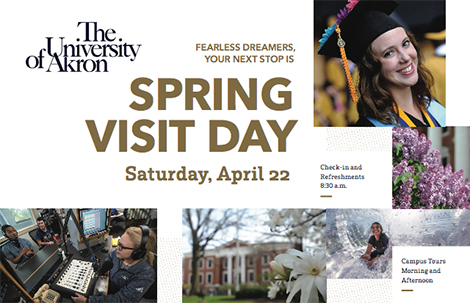 The
University
of Akron
FEARLESS DREAMERS,
YOUR NEXT STOP IS
SPRING
VISIT DAY
Saturday, April 22
Check-in and
Refreshments
8:30 a.m.
Campus Tours
Morning and
Afternoon